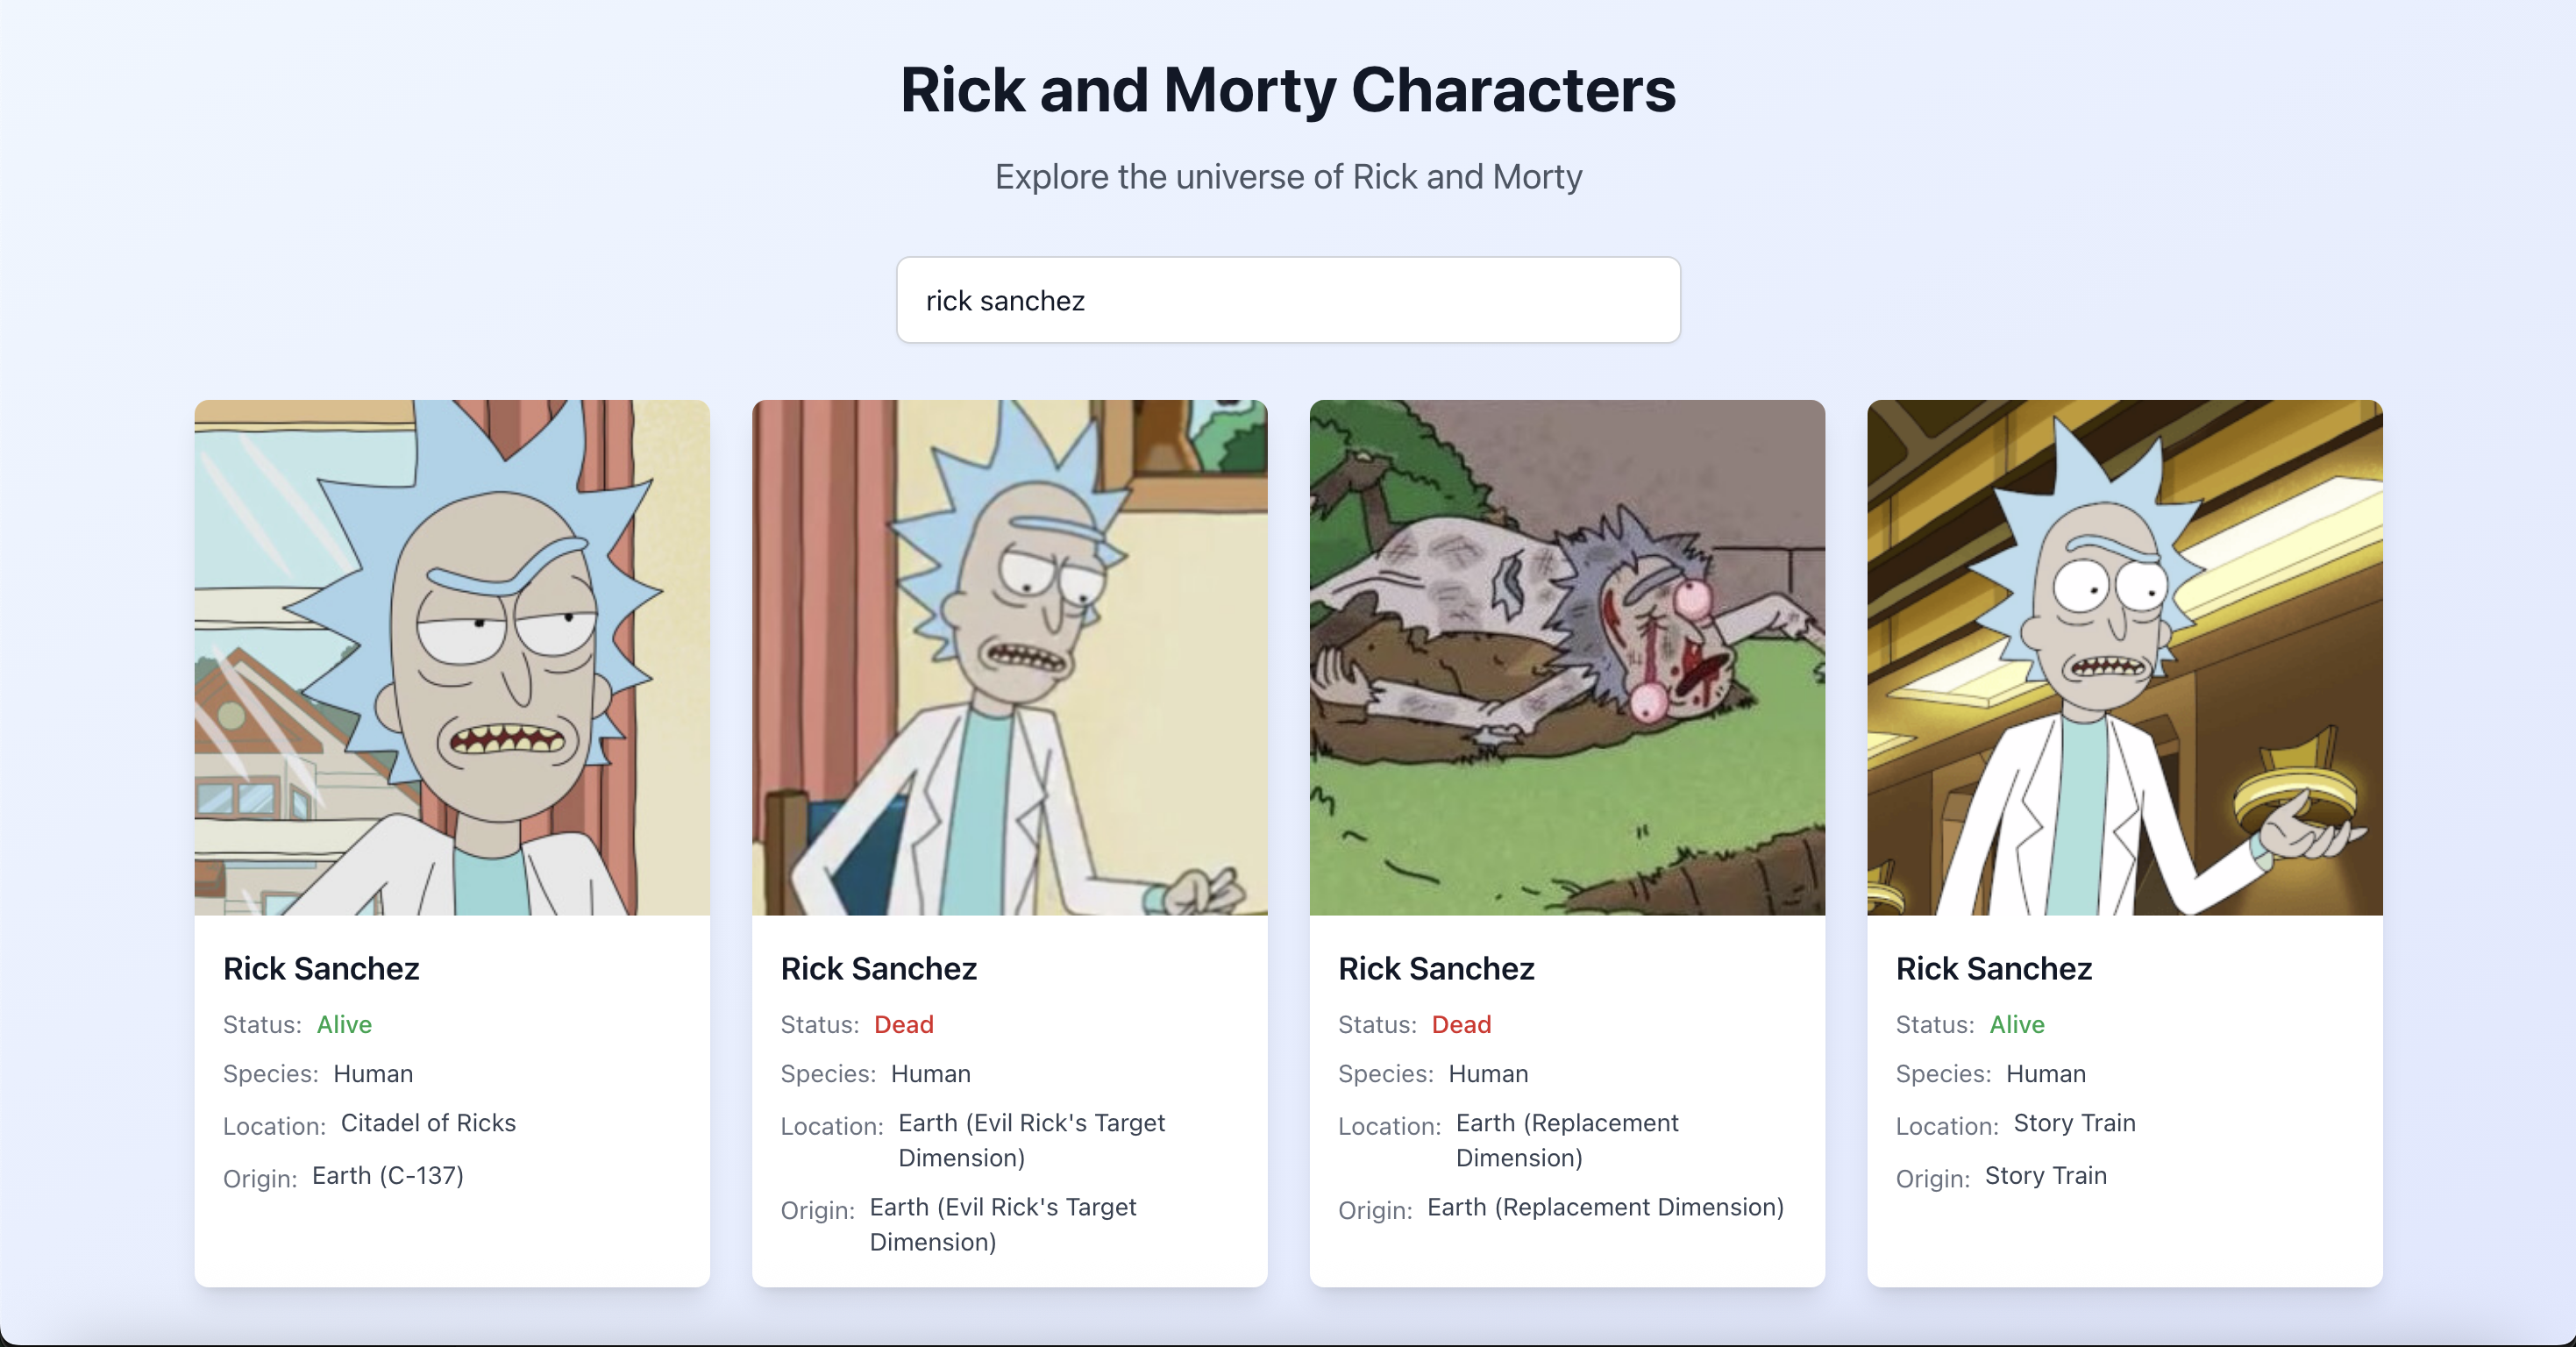 Rick and Morty Characters
Explore the universe of Rick and Morty
rick sanchez
Rick Sanchez
Status: Alive
Species: Human
Location: Citadel of Ricks
Origin: Earth (C-137)
Rick Sanchez
Status: Dead
Species: Human
Location: Earth (Evil Rick's Target
Dimension)
Origin: Earth (Evil Rick's Target
Dimension)
Rick Sanchez
Status: Dead
Species: Human
Location: Earth (Replacement
Dimension)
Origin: Earth (Replacement Dimension)
Rick Sanchez
Status: Alive
Species: Human
Location: Story Train
Origin: Story Train